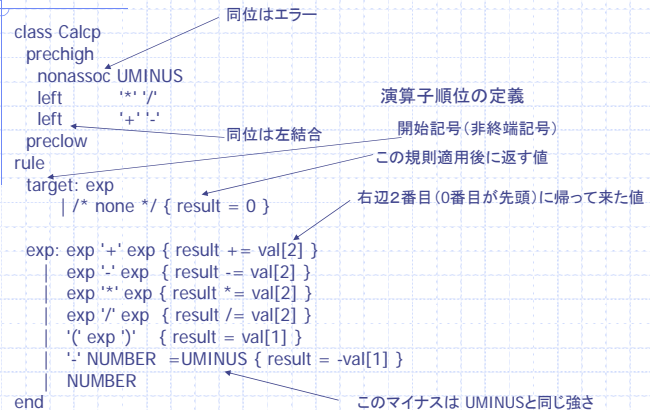 同位はエラー
class Calcp
prechigh
nonassoc UMINUS
left '*' '/'
演算子順位の定義
left '+' '-'
開始記号(非終端記号)
preclow
同位は左結合
rule
この規則適用後に返す値
target: exp
| /* none */ { result = 0 }
右辺2番目(0番目が先頭)に帰って来た値
exp: exp '+' exp { result += val[2] }
| exp '-' exp { result -= val[2] }
| exp '*' exp { result *= val[2] }
| exp '/' exp { result /= val[2] }
| '(' exp ')' { result = val[1] }
| '-' NUMBER =UMINUS { result = -val[1] }
| NUMBER
end
このマイナスは UMINUSと同じ強さ